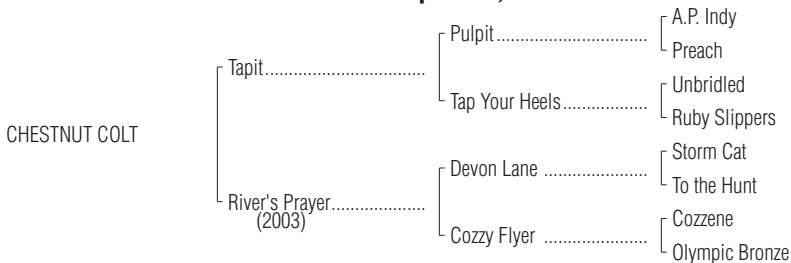 A.P. Indy
Pulpit
Preach
Tapit
Unbridled
Tap Your Heels
Ruby Slippers
CHESTNUT COLT
Storm Cat
Devon Lane
To the Hunt
River's Prayer
(2003)
Cozzene
Cozzy Flyer
Olympic Bronze